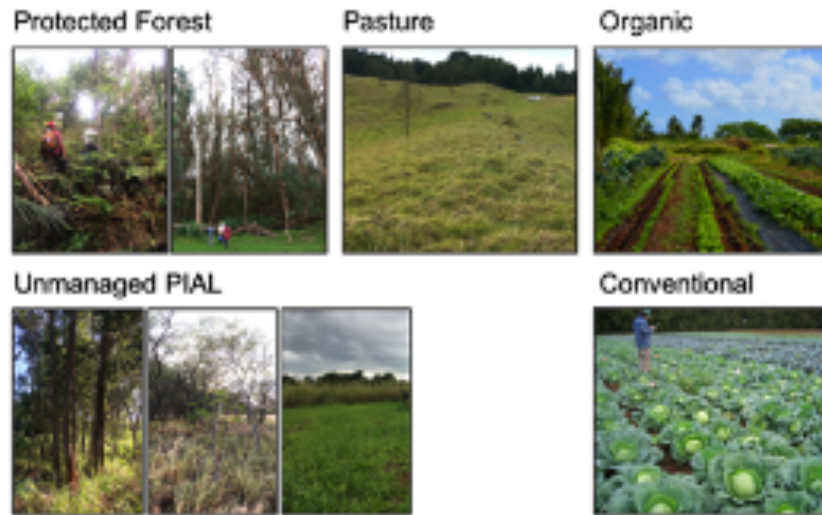 Protected Forest
Pasture
Organic
Unmanaged PIAL
Conventional